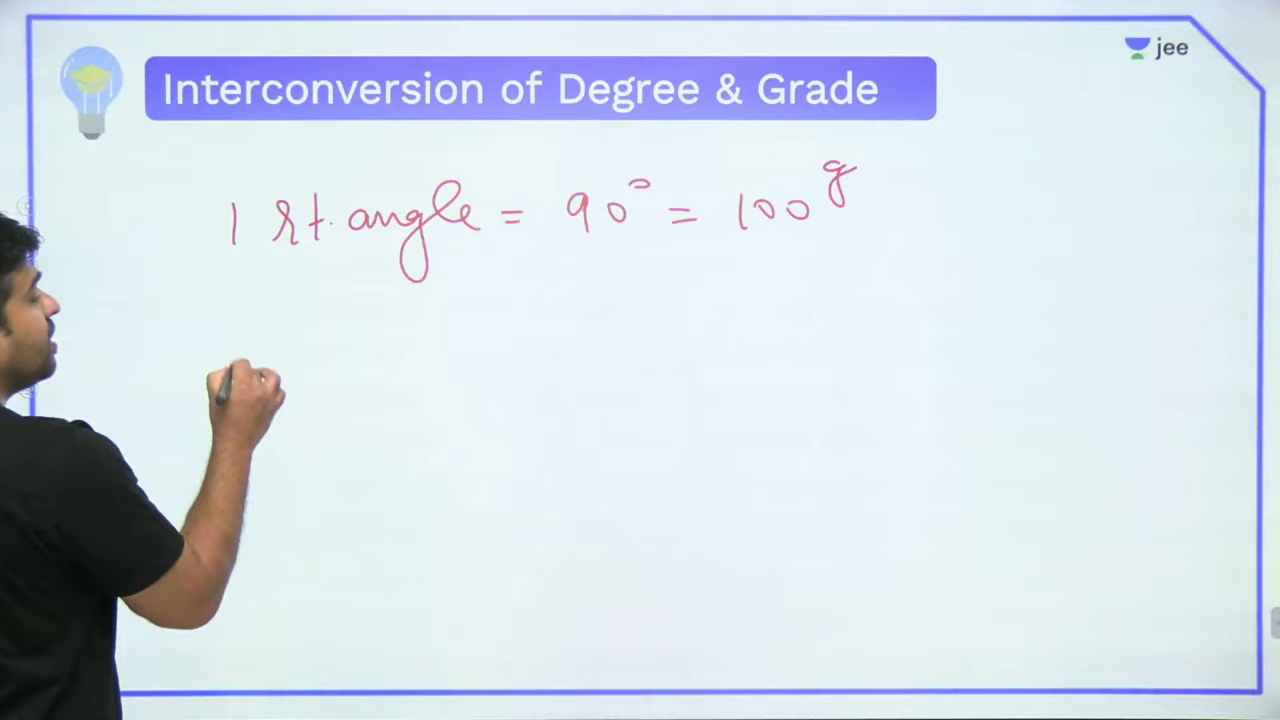 jee
Interconversion of Degree & Grade
1 rt. angle = 90° = 100^g